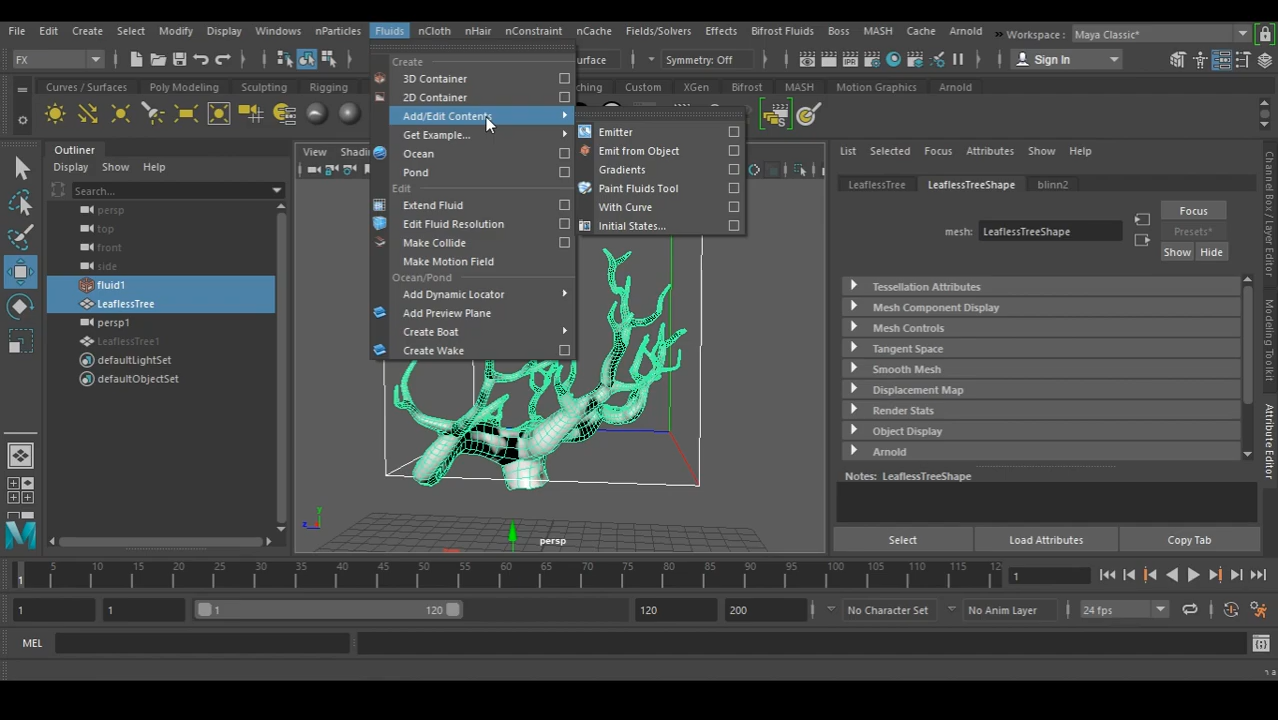 File Edit Create Select Modify Display Windows nParticles Fluids nCloth nHair nConstraint nCache Fields/Solvers Effects Bifrost Fluids Boss MASH Cache Arnold » Workspace: Maya Classic*
FX urface Symmetry: Off Sign In
Curves / Surfaces Poly Modeling Sculpting Rigging ching XGen Bifrost MASH Motion Graphics Arnold
Create
3D Container
2D Container
Add/Edit Contents
Get Example...
Ocean
Pond
Edit
Extend Fluid
Edit Fluid Resolution
Make Collide
Make Motion Field
Ocean/Pond
Add Dynamic Locator
Add Preview Plane
Create Boat
Create Wake
Emitter
Emit from Object
Gradients
Paint Fluids Tool
With Curve
Initial States...
Outliner
Display Show Help
Search...
persp
top
front
side
fluid1
LeaflessTree
persp1
LeaflessTree1
defaultLightSet
defaultObjectSet
View Shadi
persp
y
z
List Selected Focus Attributes Show Help
LeaflessTree LeaflessTreeShape blinn2
mesh: LeaflessTreeShape
Focus
Presets*
Show Hide
Tessellation Attributes
Mesh Component Display
Mesh Controls
Tangent Space
Smooth Mesh
Displacement Map
Render Stats
Object Display
Arnold
Notes: LeaflessTreeShape
Select Load Attributes Copy Tab
Channel Box / Layer Editor
Modeling Toolkit
Attribute Editor
1 5 10 15 20 25 30 35 40 45 50 55 60 65 70 75 80 85 90 95 100 105 110 115 12 1
1 1 1 120 120 200 No Character Set No Anim Layer 24 fps
MEL